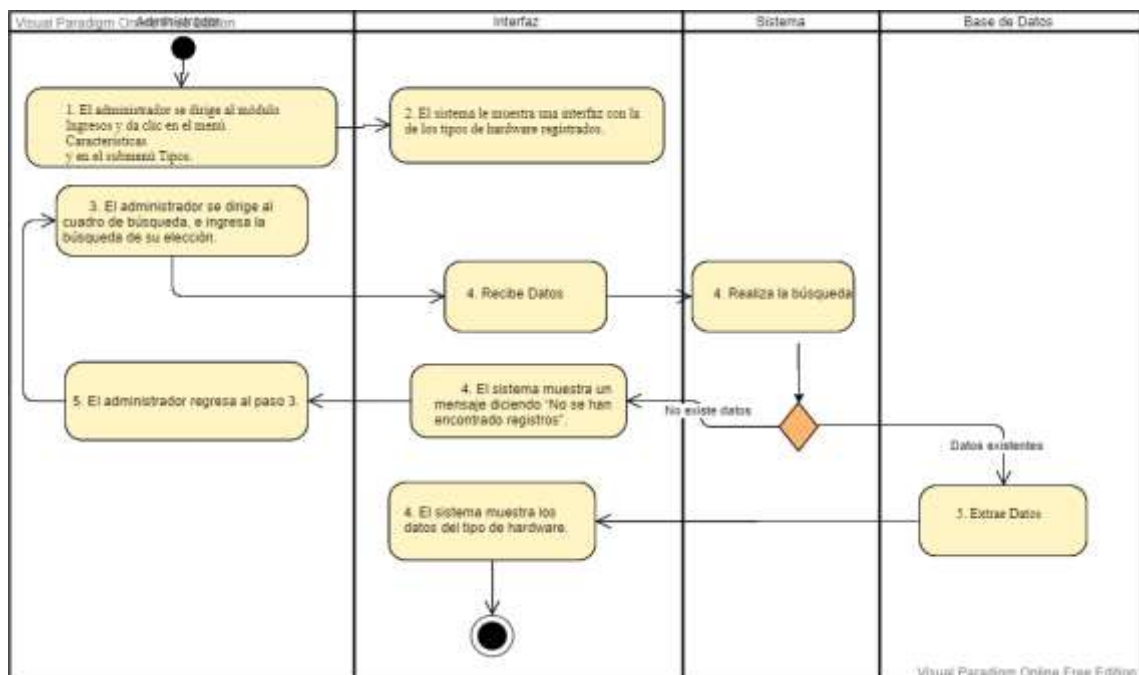 Visual Paradigm Online Free Edition
Administrador
Interfaz
Sistema
Base de Datos
1. El administrador se dirige al módulo
Ingresos y da clic en el menú
Características
y en el submenú Tipos.
2. El sistema le muestra una interfaz con la
de los tipos de hardware registrados.
3. El administrador se dirige al
cuadro de búsqueda, e ingresa la
búsqueda de su elección.
4. Recibe Datos
4. Realiza la búsqueda
5. El administrador regresa al paso 3.
4. El sistema muestra un
mensaje diciendo "No se han
encontrado registros".
No existe datos
Datos existentes
4. El sistema muestra los
datos del tipo de hardware.
5. Extrae Datos
Visual Paradigm Online Free Edition